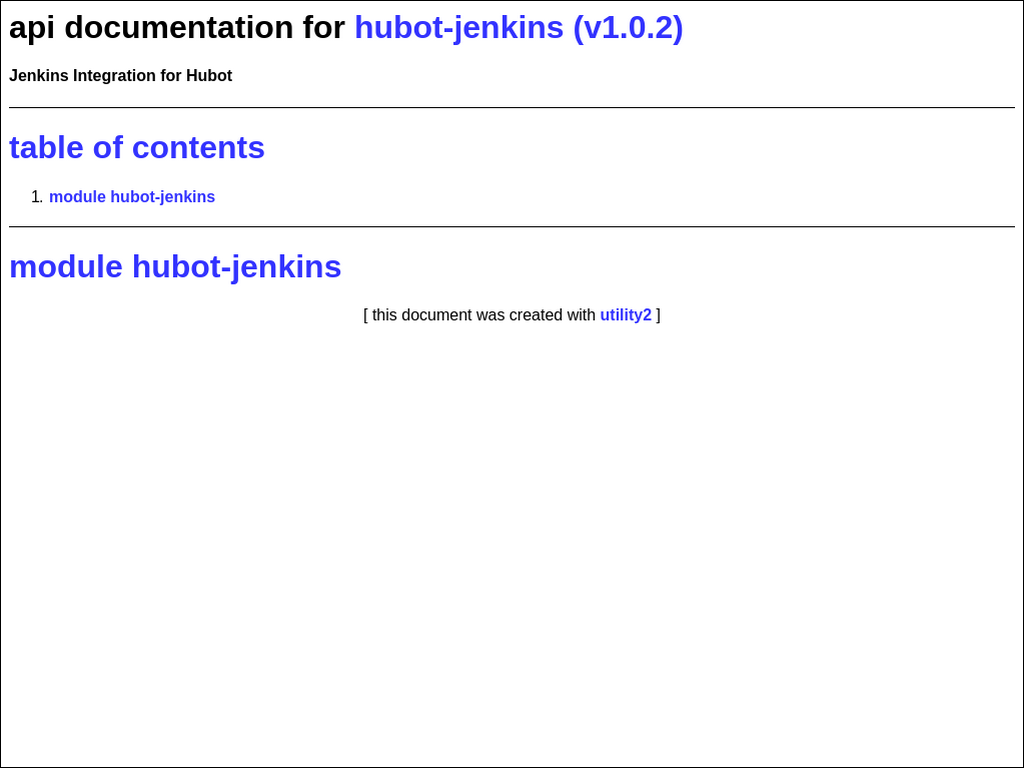 api documentation for hubot-jenkins (v1.0.2)
Jenkins Integration for Hubot
table of contents
1. module hubot-jenkins
module hubot-jenkins
[ this document was created with utility2 ]